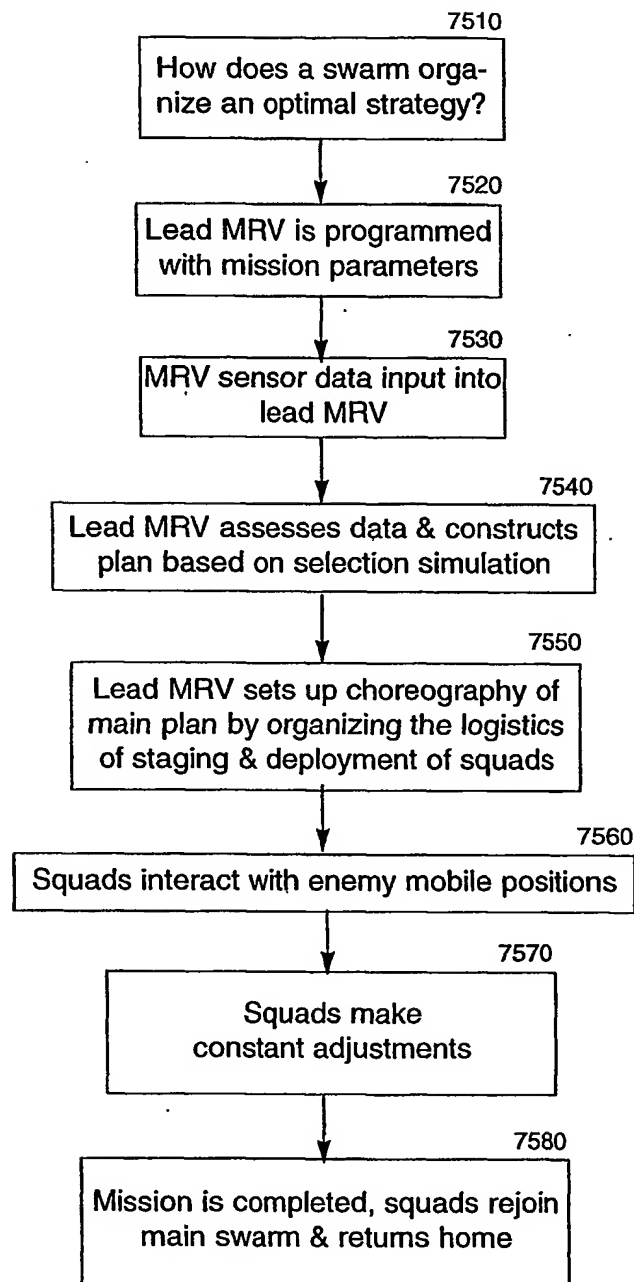 7510
How does a swarm orga-
nize an optimal strategy?
7520
Lead MRV is programmed
with mission parameters
7530
MRV sensor data input into
lead MRV
7540
Lead MRV assesses data & constructs
plan based on selection simulation
7550
Lead MRV sets up choreography of
main plan by organizing the logistics
of staging & deployment of squads
7560
Squads interact with enemy mobile positions
7570
Squads make
constant adjustments
7580
Mission is completed, squads rejoin
main swarm & returns home